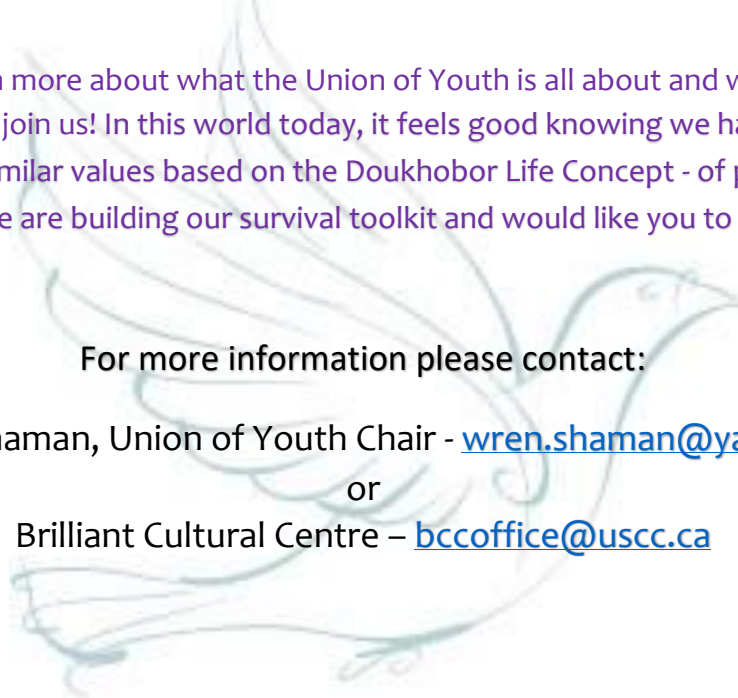 more about what the Union of Youth is all about and
join us! In this world today, it feels good knowing we
values based on the Doukhobor Life Concept - of
are building our survival toolkit and would like you to
For more information please contact:
Union of Youth Chair - wren.shaman@ya
or
Brilliant Cultural Centre – bccoffice@uscc.ca